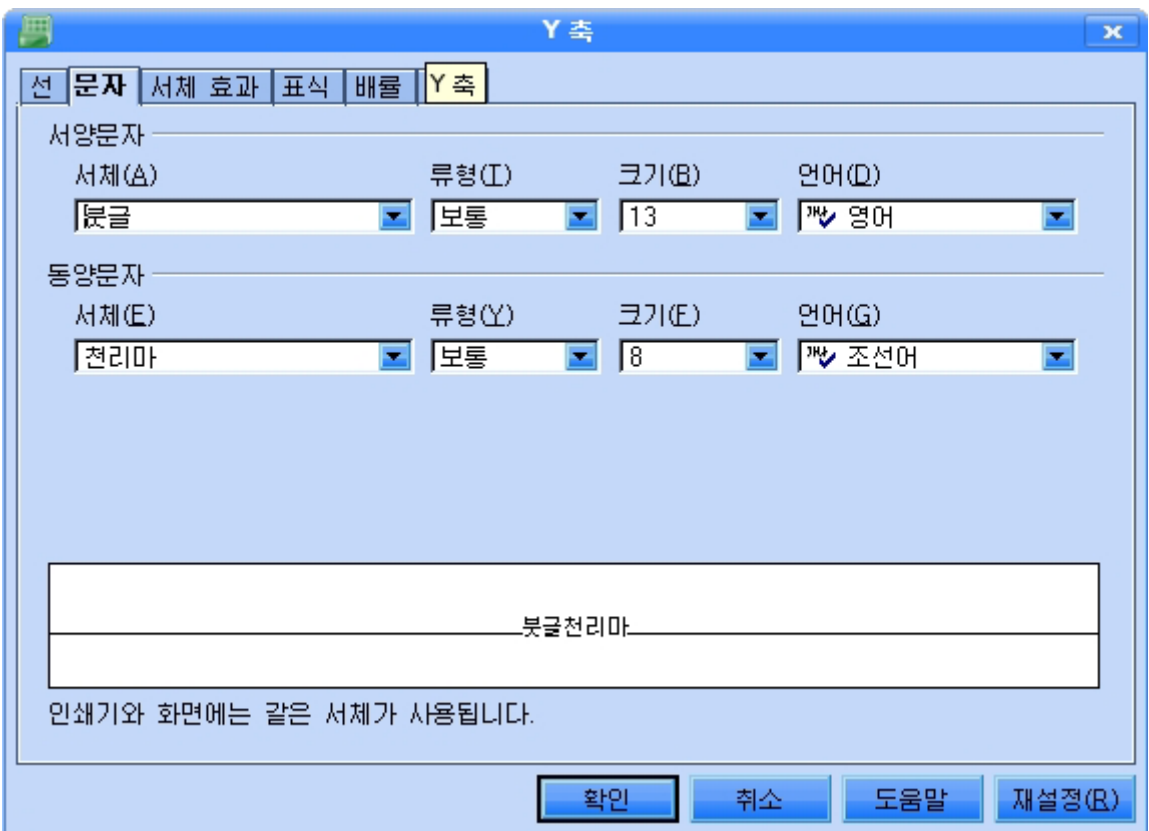 Y 축
선 문자 서체 효과 표식 배률 Y 축
서양문자
서체(A) 류형(I) 크기(B) 언어(D)
붓글 보통 13 영어
동양문자
서체(E) 류형(Y) 크기(F) 언어(G)
천리마 보통 8 조선어
붓글천리마
인쇄기와 화면에는 같은 서체가 사용됩니다.
확인 취소 도움말 재설정(R)